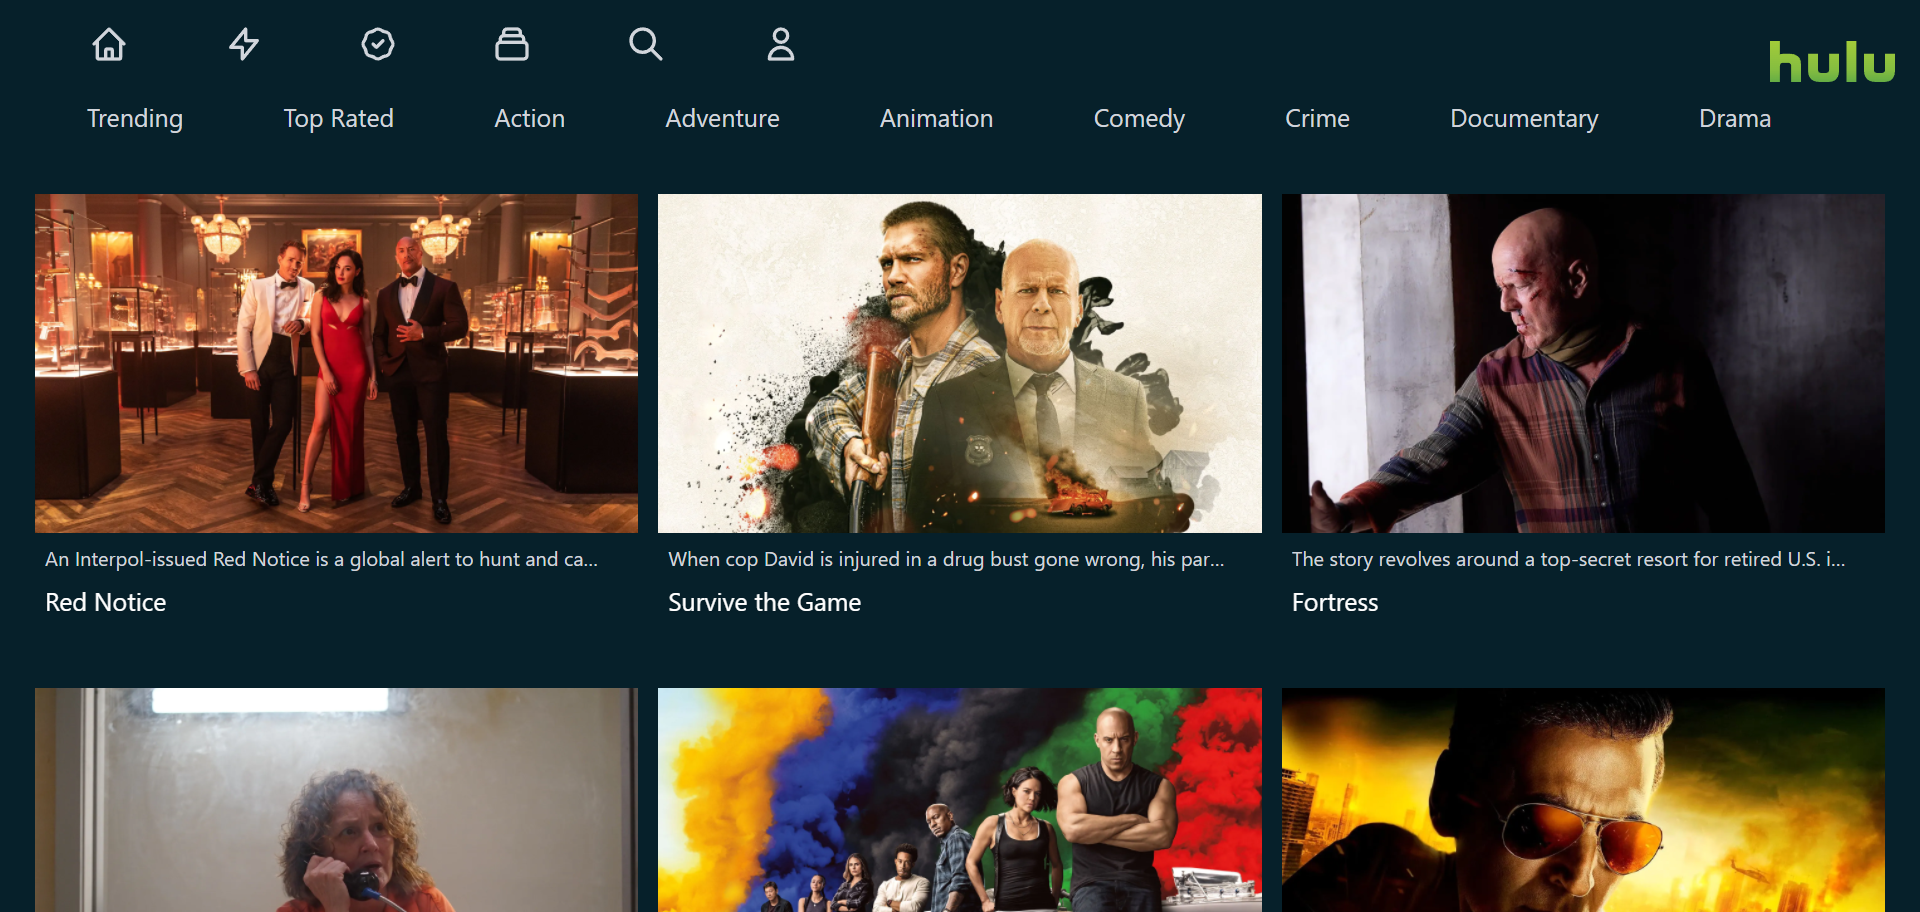 hulu
Trending Top Rated Action Adventure Animation Comedy Crime Documentary Drama
An Interpol-issued Red Notice is a global alert to hunt and ca...
Red Notice
When cop David is injured in a drug bust gone wrong, his par...
Survive the Game
The story revolves around a top-secret resort for retired U.S. i...
Fortress